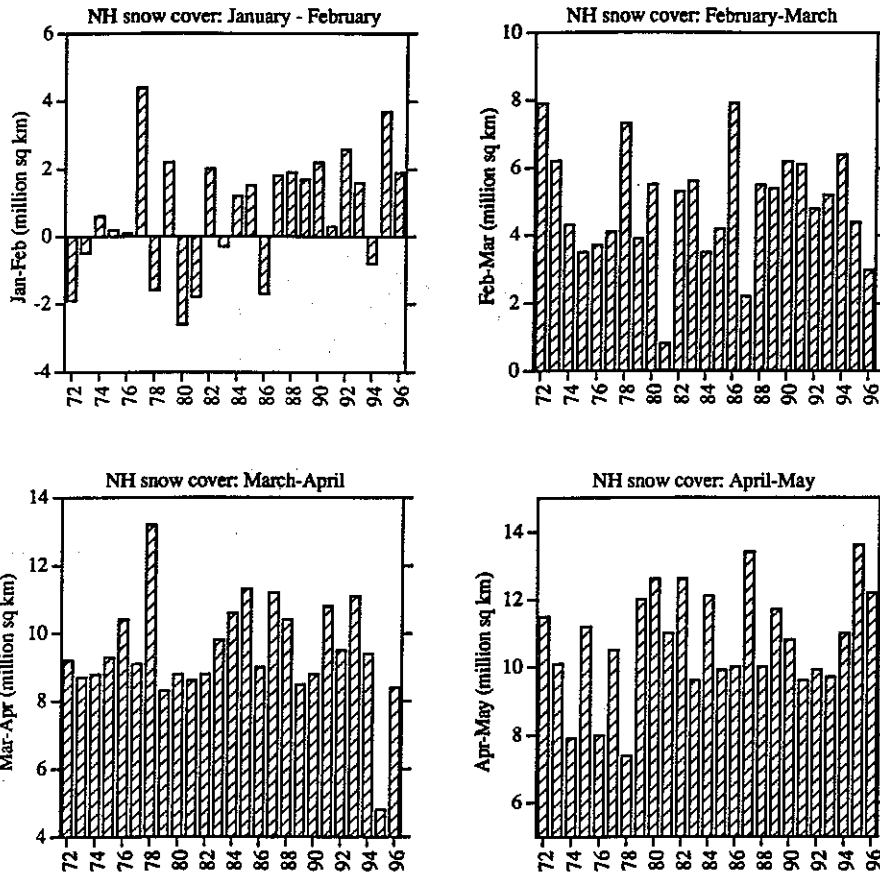 NH snow cover: January - February
Jan-Feb (million sq km)
6
4
2
0
-2
-4
72 74 76 78 80 82 84 86 88 90 92 94 96
NH snow cover: February-March
Feb-Mar (million sq km)
10
8
6
4
2
0
72 74 76 78 80 82 84 86 88 90 92 94 96
NH snow cover: March-April
Mar-Apr (million sq km)
14
12
10
8
6
4
72 74 76 78 80 82 84 86 88 90 92 94 96
NH snow cover: April-May
Apr-May (million sq km)
14
12
10
8
6
72 74 76 78 80 82 84 86 88 90 92 94 96